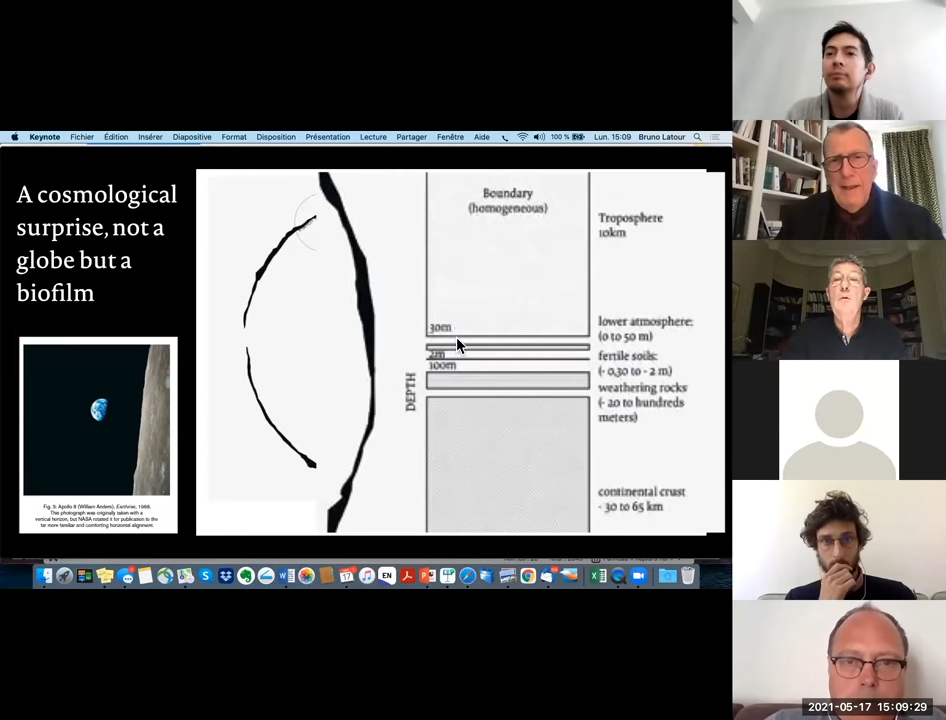 Keynote Fichier Édition Insérer Diapositive Format Disposition Présentation Lecture Partager Fenêtre Aide 100 % Lun. 15:09 Bruno Latour
A cosmological
surprise, not a
globe but a
biofilm
Fig. 5: Apollo 8 (William Anders), Earthrise, 1968.
This photograph was originally taken with a
vertical horizon, but NASA rotated it for publication to the
far more familiar and comforting horizontal alignment.
Boundary
(homogeneous)
30m
2m
100m
DEPTH
Troposphere
10km
lower atmosphere:
(0 to 50 m)
fertile soils:
(- 0,30 to - 2 m)
weathering rocks
(- 20 to hundreds
meters)
continental crust
- 30 to 65 km
17
EN
2021-05-17 15:09:29